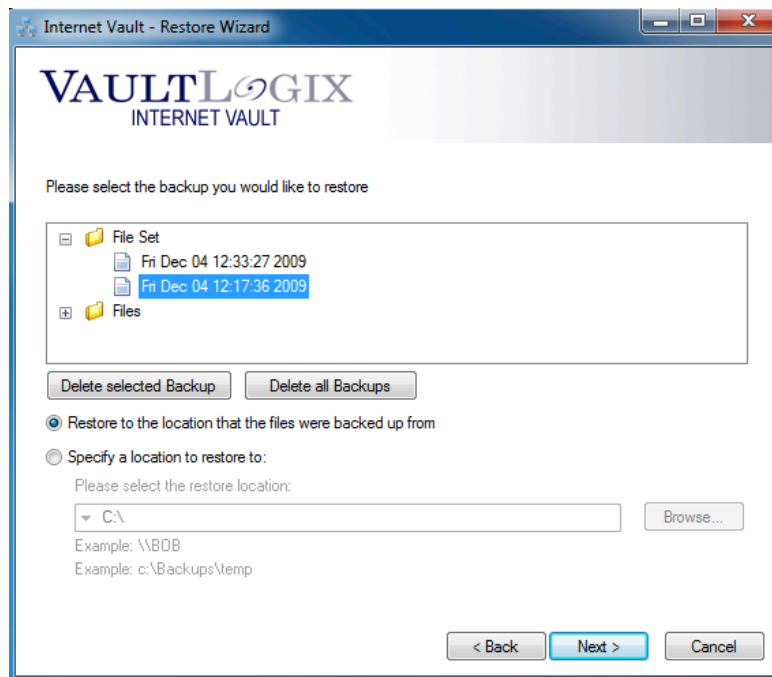 Internet Vault - Restore Wizard
VAULTLOGIX
INTERNET VAULT
Please select the backup you would like to restore
File Set
Fri Dec 04 12:33:27 2009
Fri Dec 04 12:17:36 2009
Files
Delete selected Backup Delete all Backups
Restore to the location that the files were backed up from
Specify a location to restore to:
Please select the restore location:
C:\ Browse...
Example: \\BOB
Example: c:\Backups\temp
< Back Next > Cancel